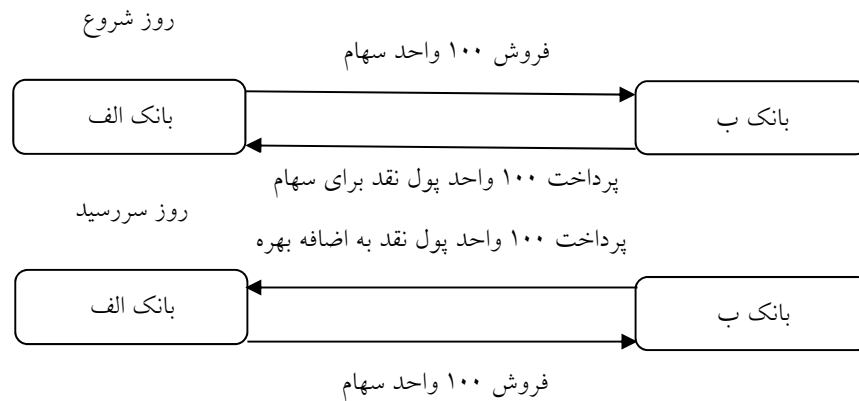 روز شروع
فروش ۱۰۰ واحد سهام
بانک ب
بانک الف
پرداخت ۱۰۰ واحد پول نقد برای سهام
روز سررسید
پرداخت ۱۰۰ واحد پول نقد به اضافه بهره
بانک ب
بانک الف
فروش ۱۰۰ واحد سهام